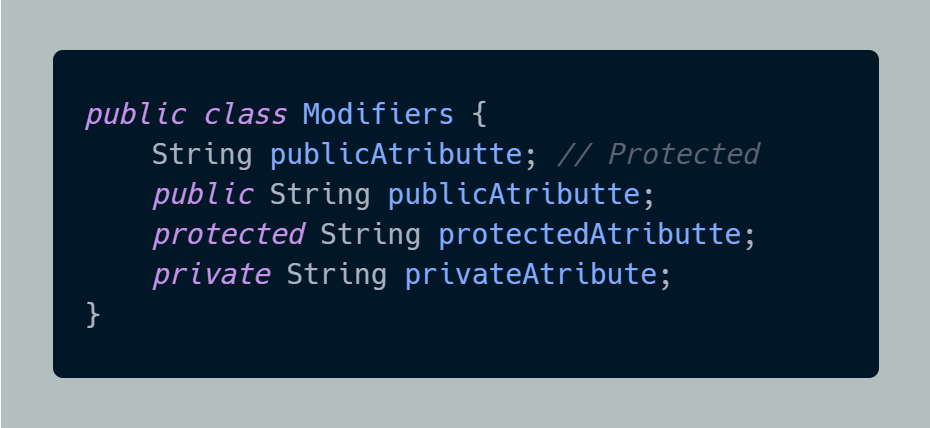 public class Modifiers {
    String publicAtributte; // Protected
    public String publicAtributte;
    protected String protectedAtributte;
    private String privateAtribute;
}